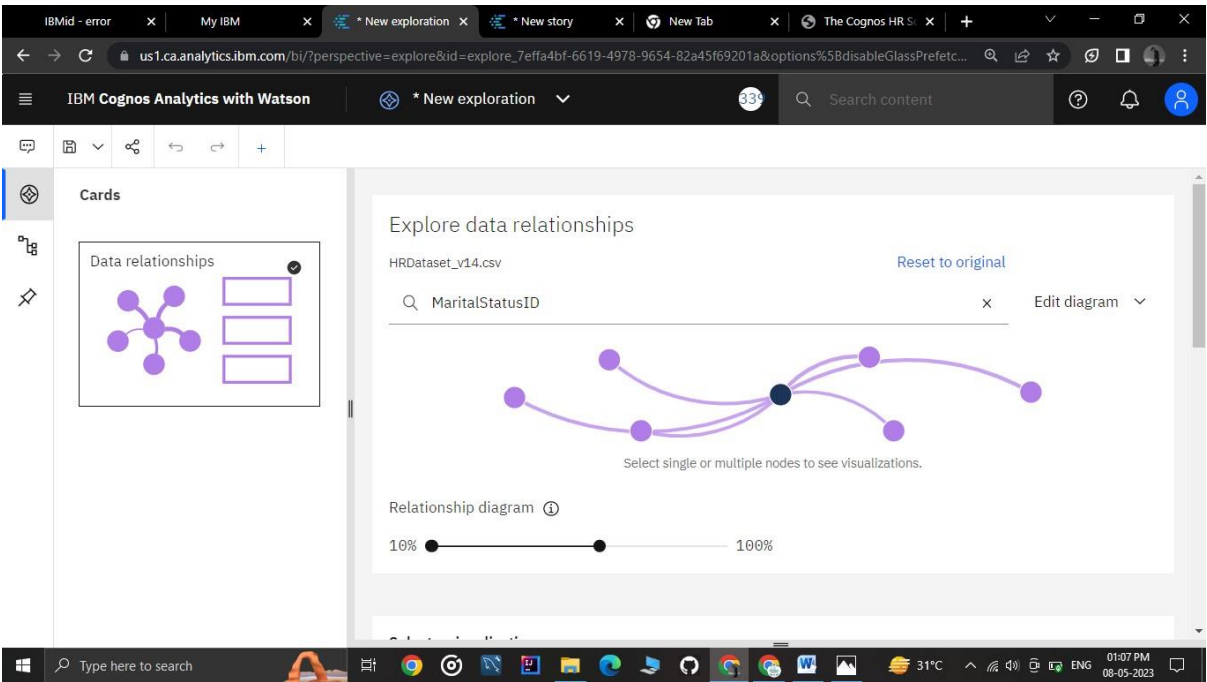 IBMid - error
My IBM
* New exploration
* New story
New Tab
The Cognos HR Sc
us1.ca.analytics.ibm.com/bi/?perspective=explore&id=explore_7effa4bf-6619-4978-9654-82a45f69201a&options%5BdisableGlassPrefetc...
IBM Cognos Analytics with Watson
* New exploration
339
Search content
Cards
Data relationships
Explore data relationships
HRDataset_v14.csv
Reset to original
MaritalStatusID
Edit diagram
Select single or multiple nodes to see visualizations.
Relationship diagram
10%
100%
Type here to search
31°C
ENG
01:07 PM
08-05-2023